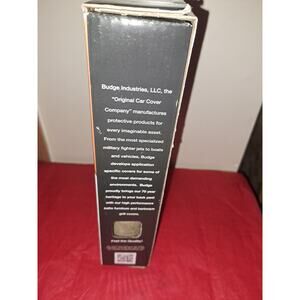 Budge Industries, LLC, the
"Original Car Cover
Company" manufactures
protective products for
every imaginable asset.
From the most specialized
military fighter jets to boats
and vehicles, Budge
develops application
specific covers for some of
the most demanding
environments. Budge
proudly brings our 75 year
heritage to your back yard
with our high performance
patio furniture and barbecue
grill covers.
Feel the Quality!